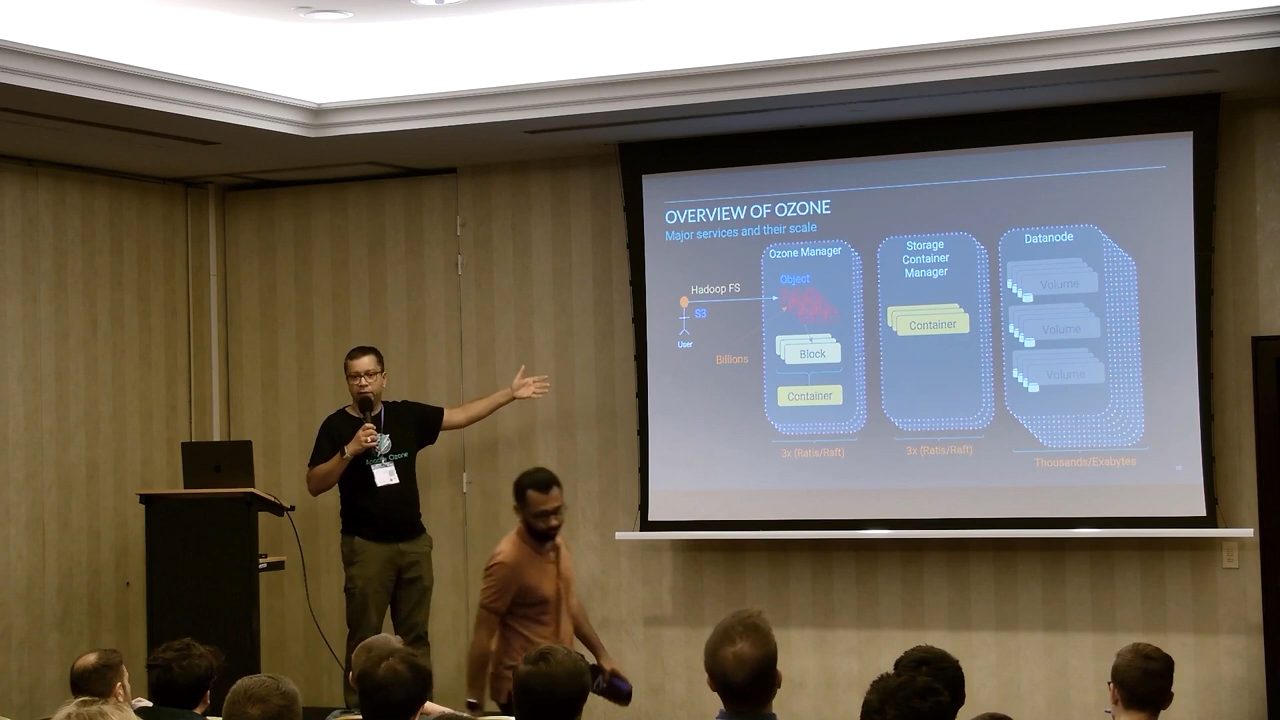 OVERVIEW OF OZONE
Major services and their scale
Ozone Manager
Object
Hadoop FS
S3
User
Billions
Block
Container
3x (Ratis/Raft)
Storage
Container
Manager
Container
3x (Ratis/Raft)
Datanode
Volume
Volume
Volume
Thousands/Exabytes
Apache Ozone